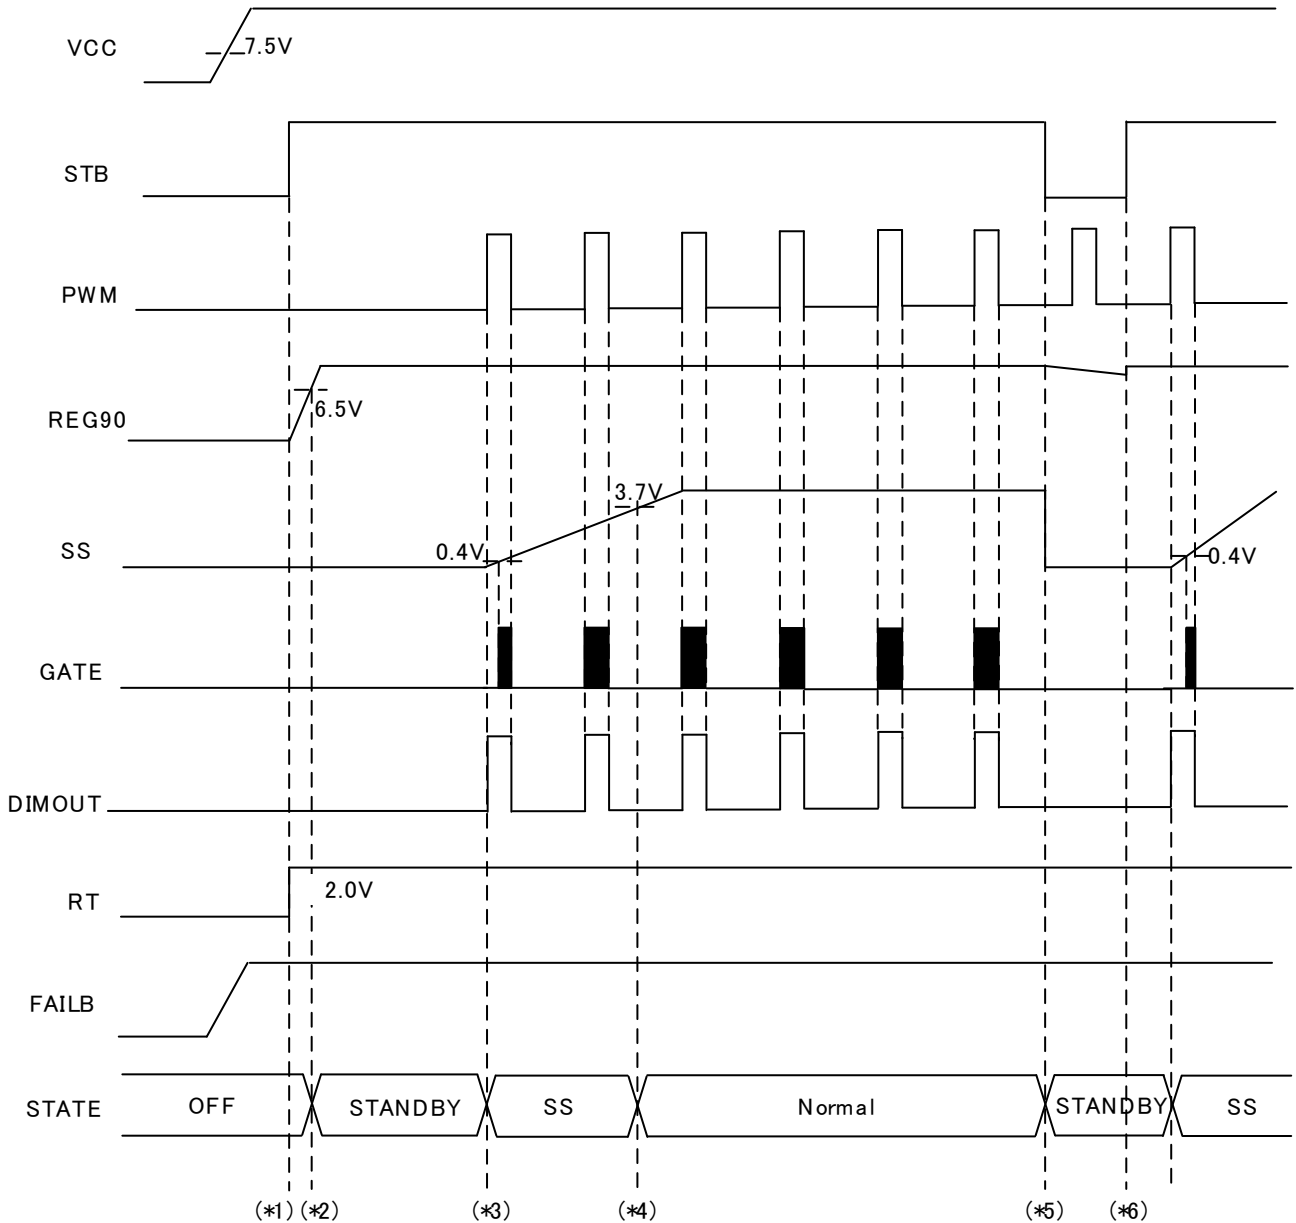 VCC
7.5V
STB
PWM
REG90
6.5V
SS
0.4V
3.7V
0.4V
GATE
DIMOUT
RT
2.0V
FAILB
STATE
OFF
STANDBY
SS
Normal
STANDBY
SS
(*1)
(*2)
(*3)
(*4)
(*5)
(*6)